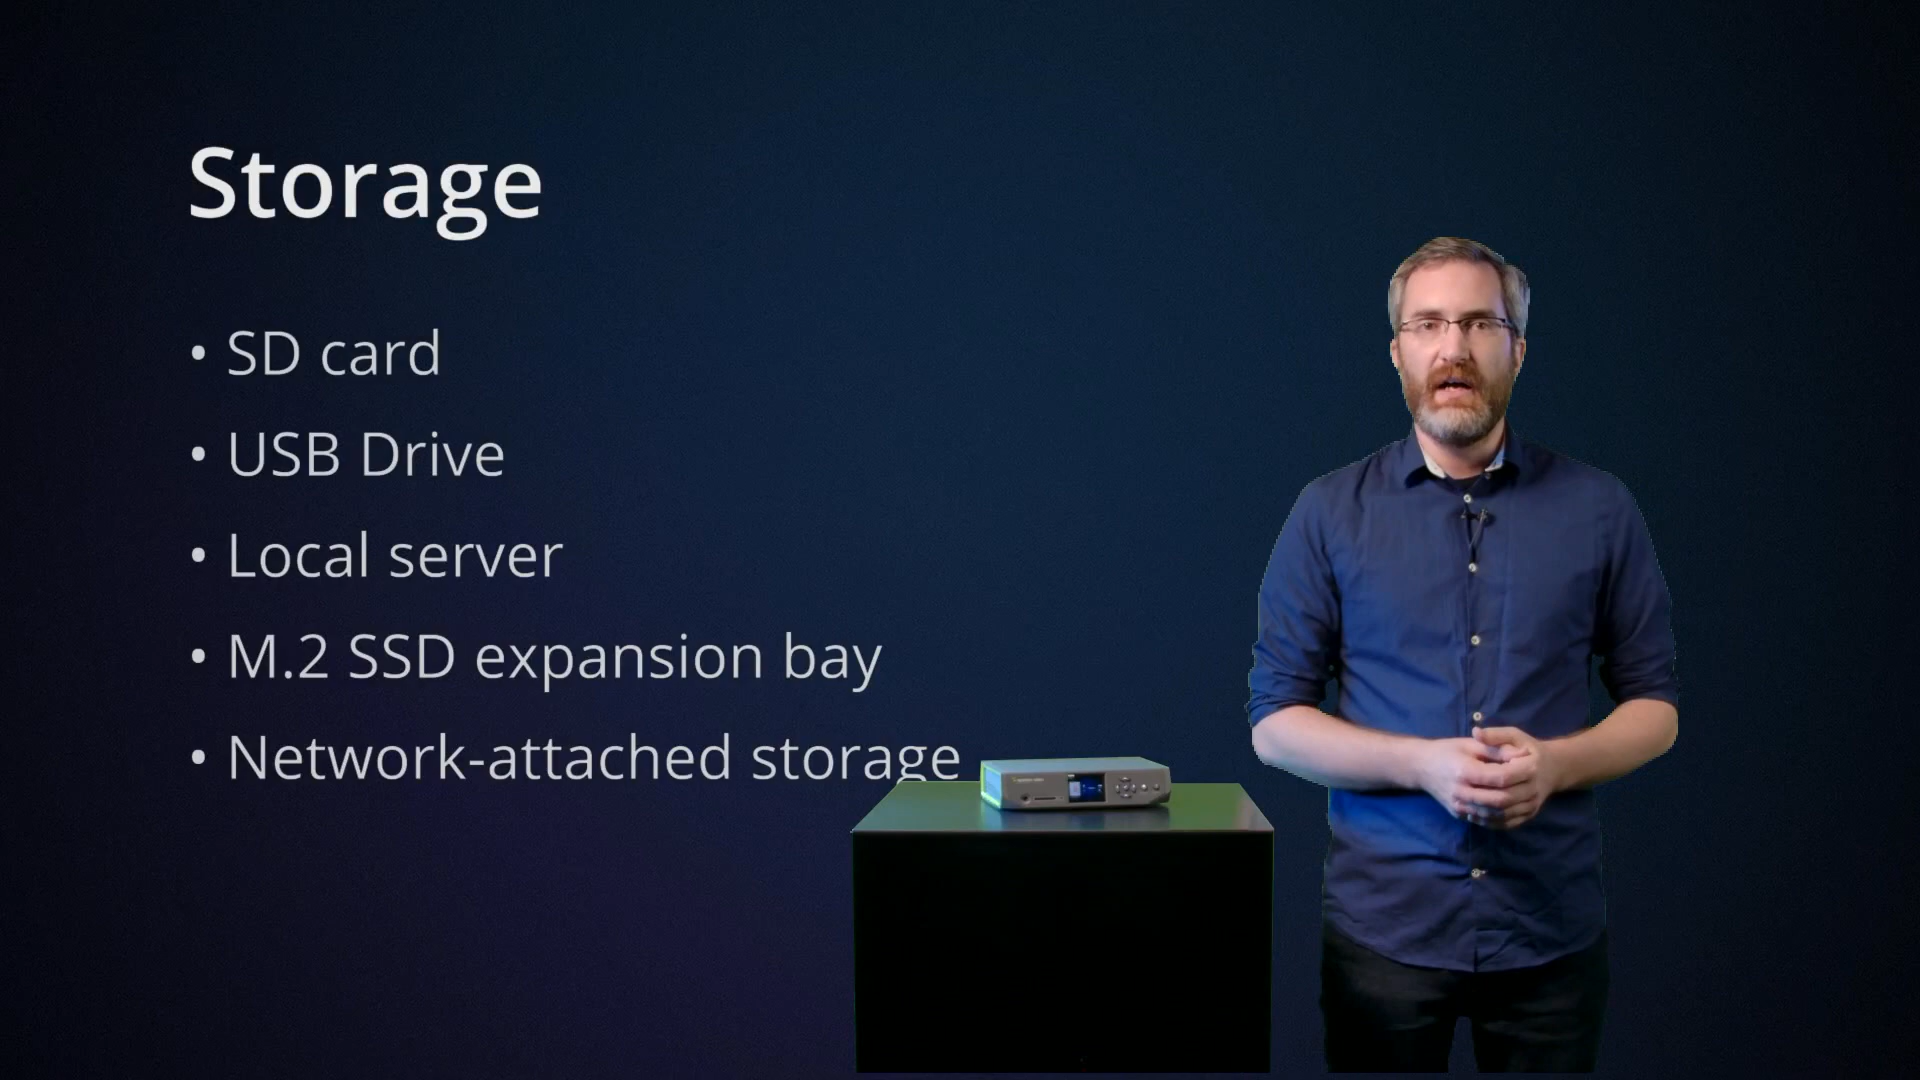 Storage
• SD card
• USB Drive
• Local server
• M.2 SSD expansion bay
• Network-attached storage